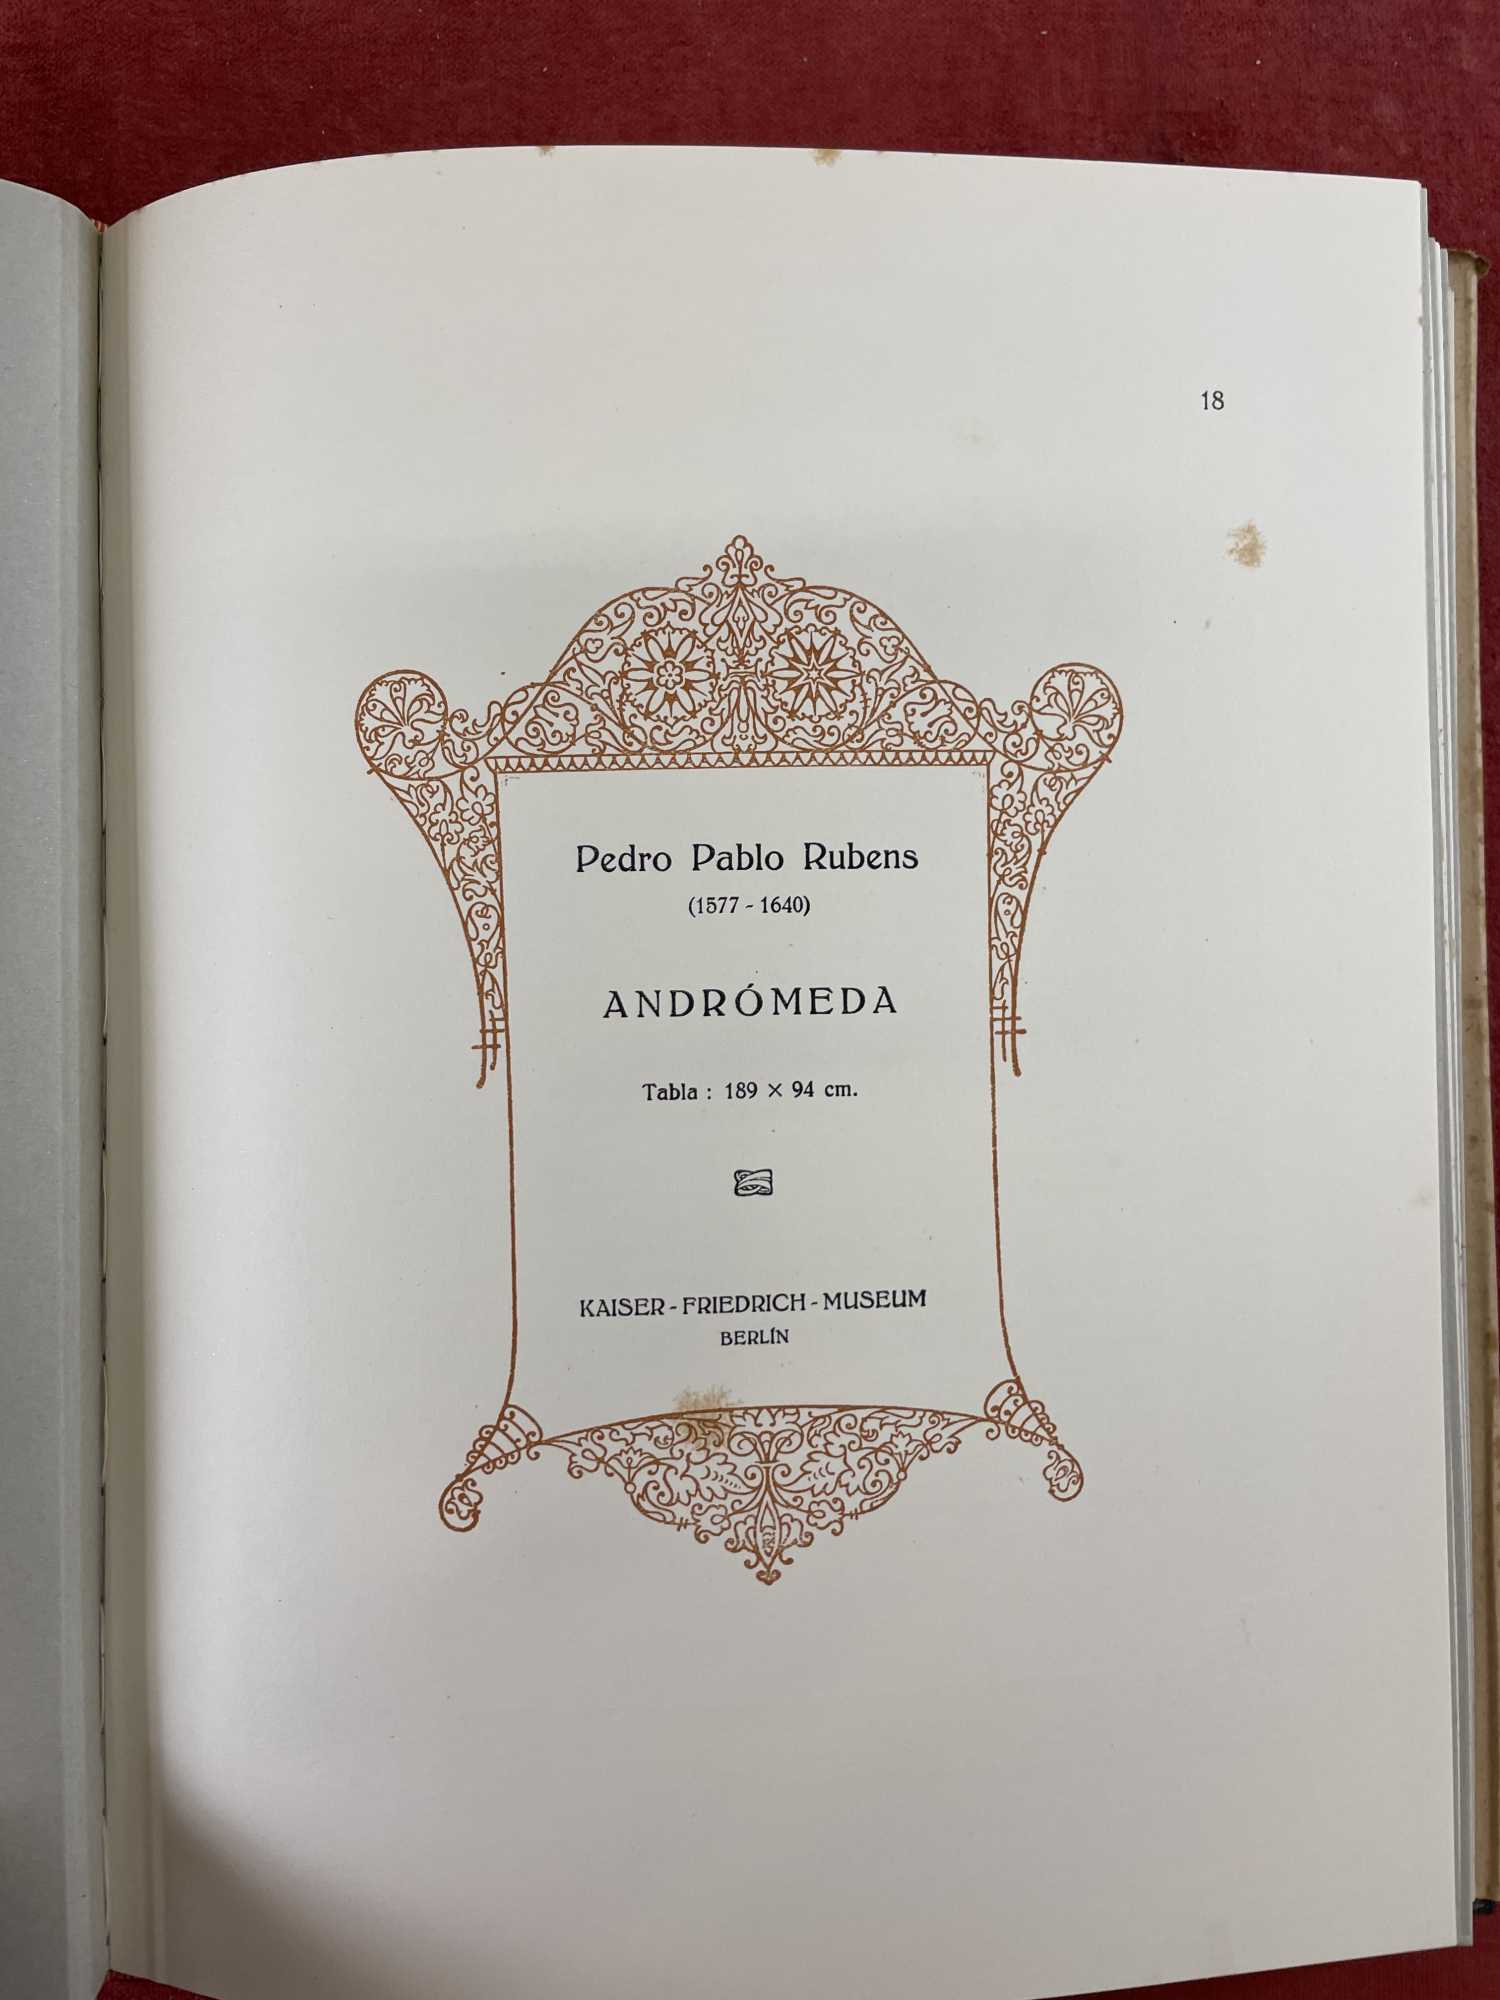 18
Pedro Pablo Rubens
(1577 - 1640)
ANDRÓMEDA
Tabla : 189 × 94 cm.
KAISER - FRIEDRICH - MUSEUM
BERLÍN